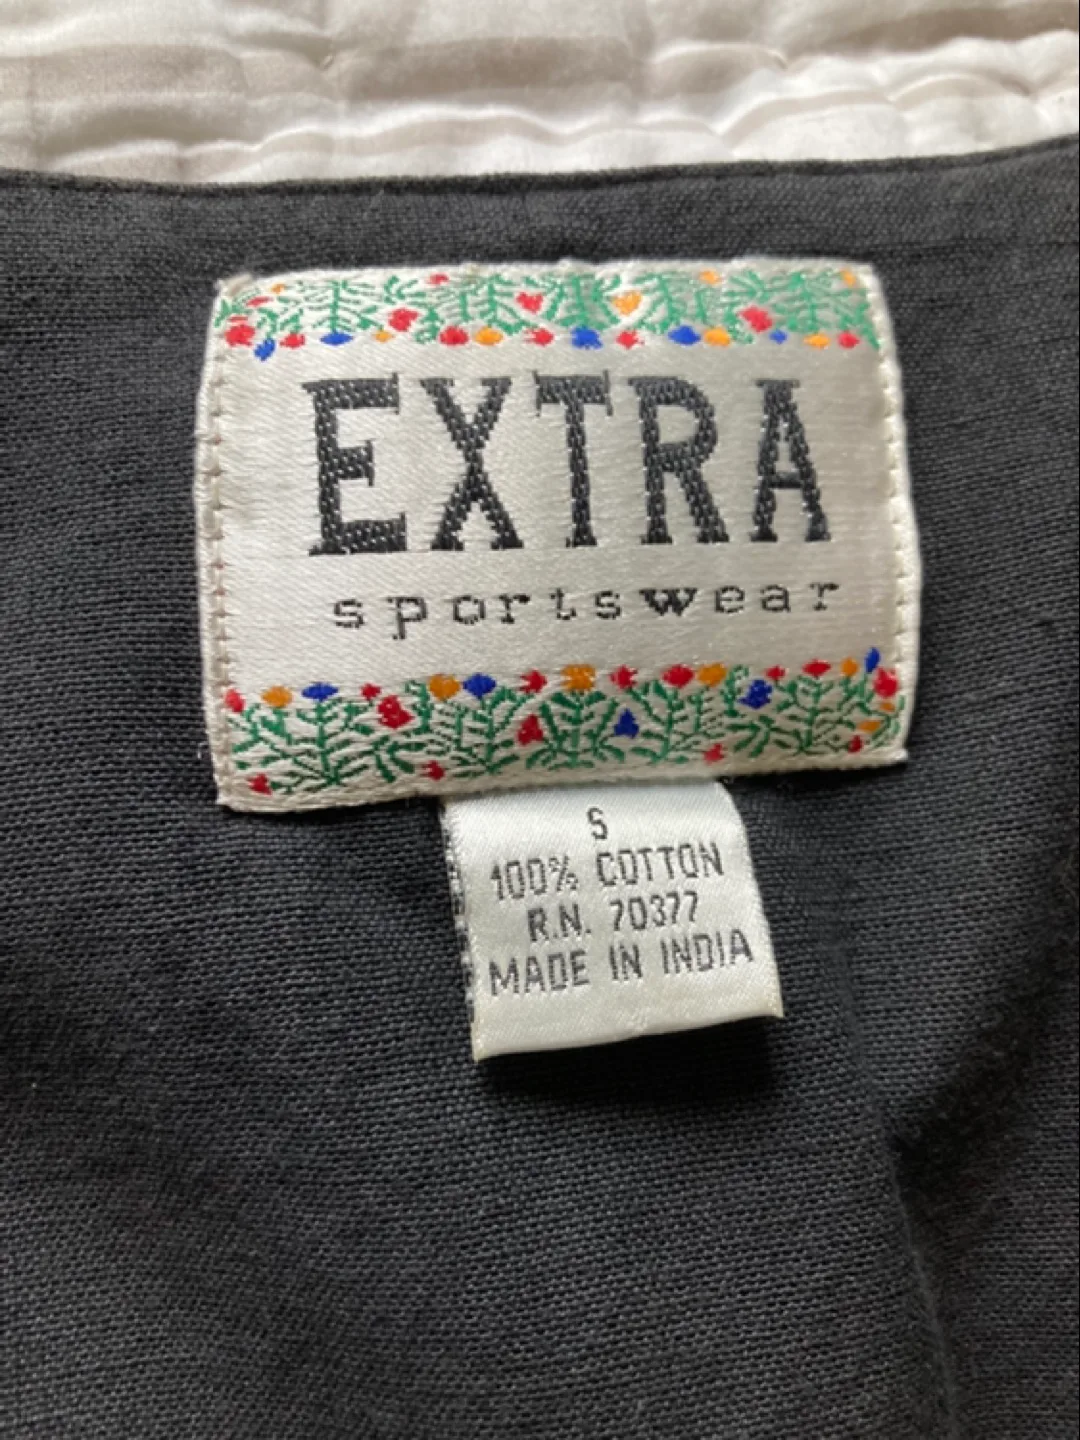 EXTRA
sportswear
S
100% COTTON
R.N. 70377
MADE IN INDIA